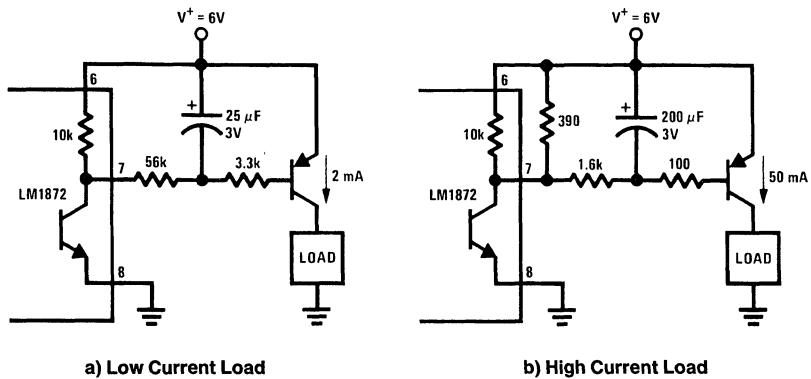 V+ = 6V
6
25 μF
3V
10k
7
56k
3.3k
2 mA
LM1872
LOAD
8
a) Low Current Load
V+ = 6V
6
390
200 μF
3V
10k
7
1.6k
100
50 mA
LM1872
LOAD
8
b) High Current Load